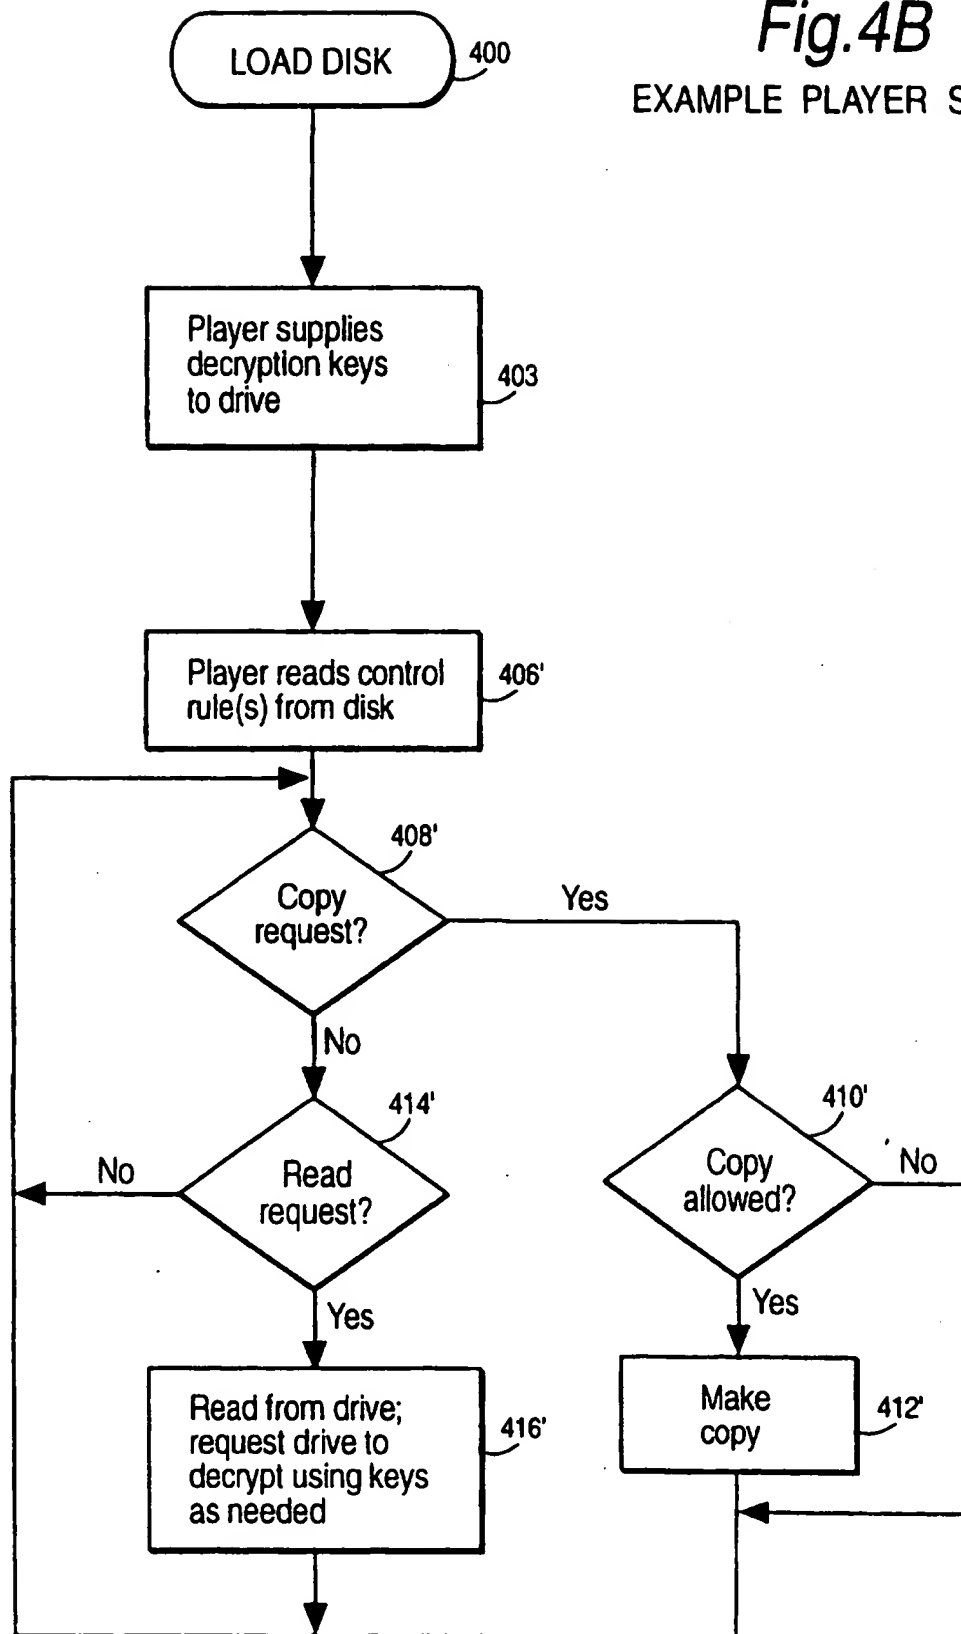 Fig.4B
EXAMPLE PLAYER S
LOAD DISK
400
Player supplies
decryption keys
to drive
403
Player reads control
rule(s) from disk
406'
408'
Copy
request?
Yes
No
414'
Read
request?
No
Yes
410'
Copy
allowed?
No
Yes
Read from drive;
request drive to
decrypt using keys
as needed
416'
Make
copy
412'